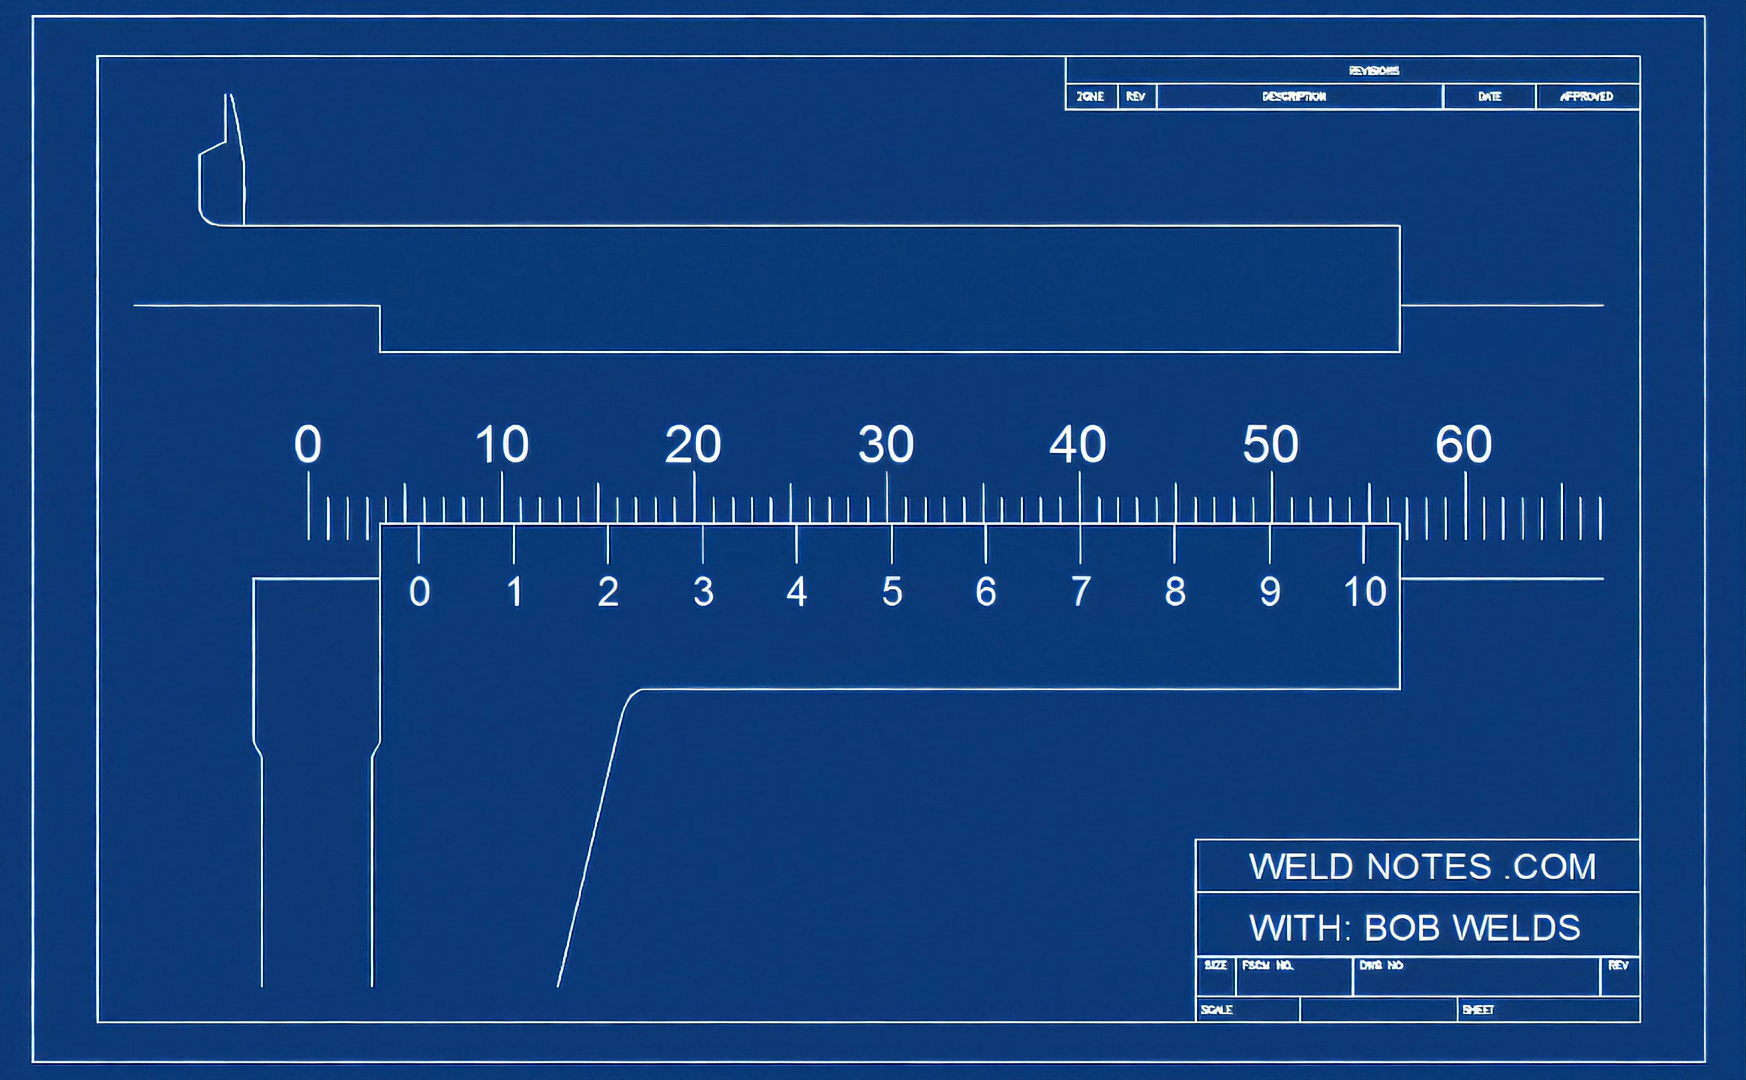 REVISIONS
ZONE REV DESCRIPTION DATE APPROVED
0 10 20 30 40 50 60
0 1 2 3 4 5 6 7 8 9 10
WELD NOTES .COM
WITH: BOB WELDS
SIZE FSCM NO. DWG NO REV
SCALE SHEET